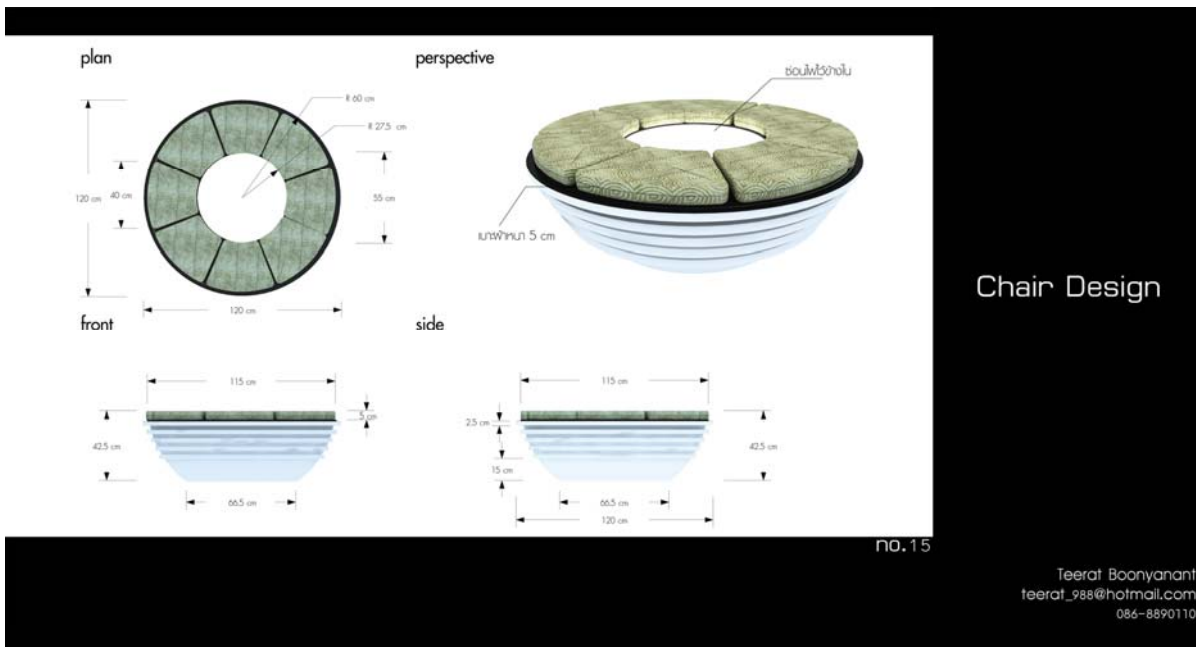 plan
R 60 cm
R 27.5 cm
120 cm
40 cm
55 cm
120 cm
perspective
ซ่อนไฟไว้ข้างใน
เบาะผ้าหนา 5 cm
front
115 cm
5 cm
42.5 cm
66.5 cm
side
115 cm
2.5 cm
15 cm
42.5 cm
66.5 cm
120 cm
Chair Design
no.15
Teerat Boonyanant
teerat_988@hotmail.com
086-8890110